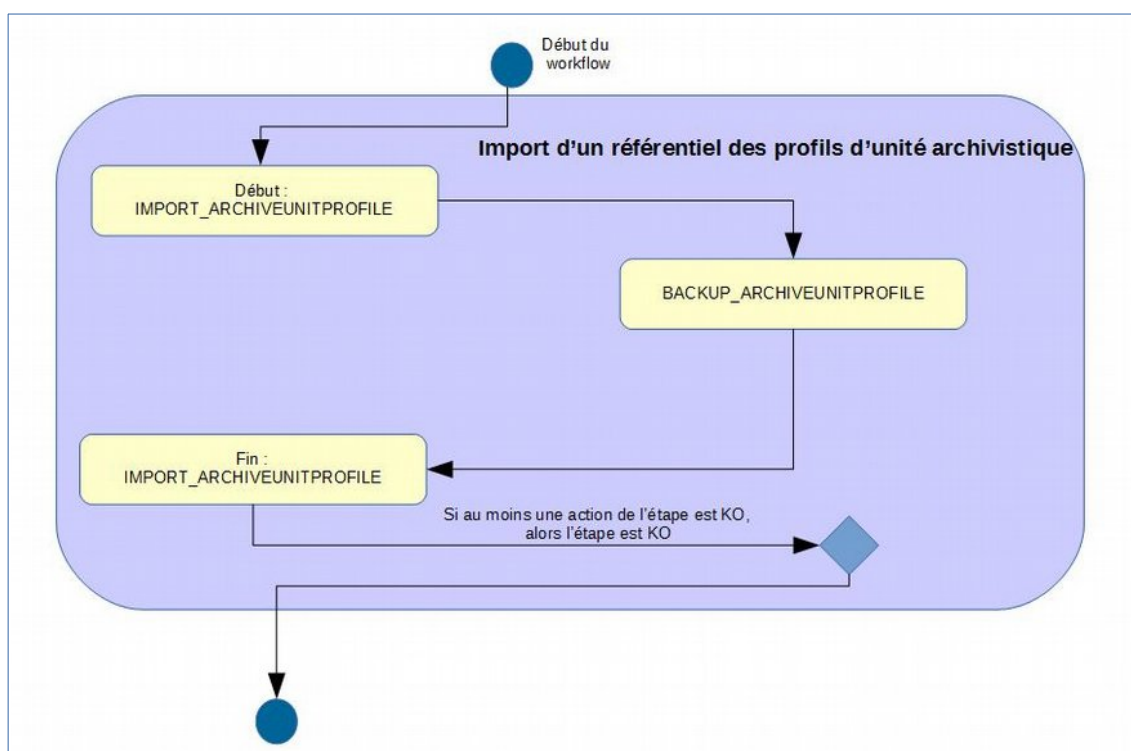 Début du
workflow
Import d’un référentiel des profils d’unité archivistique
Début :
IMPORT_ARCHIVEUNITPROFILE
BACKUP_ARCHIVEUNITPROFILE
Fin :
IMPORT_ARCHIVEUNITPROFILE
Si au moins une action de l’étape est KO,
alors l’étape est KO